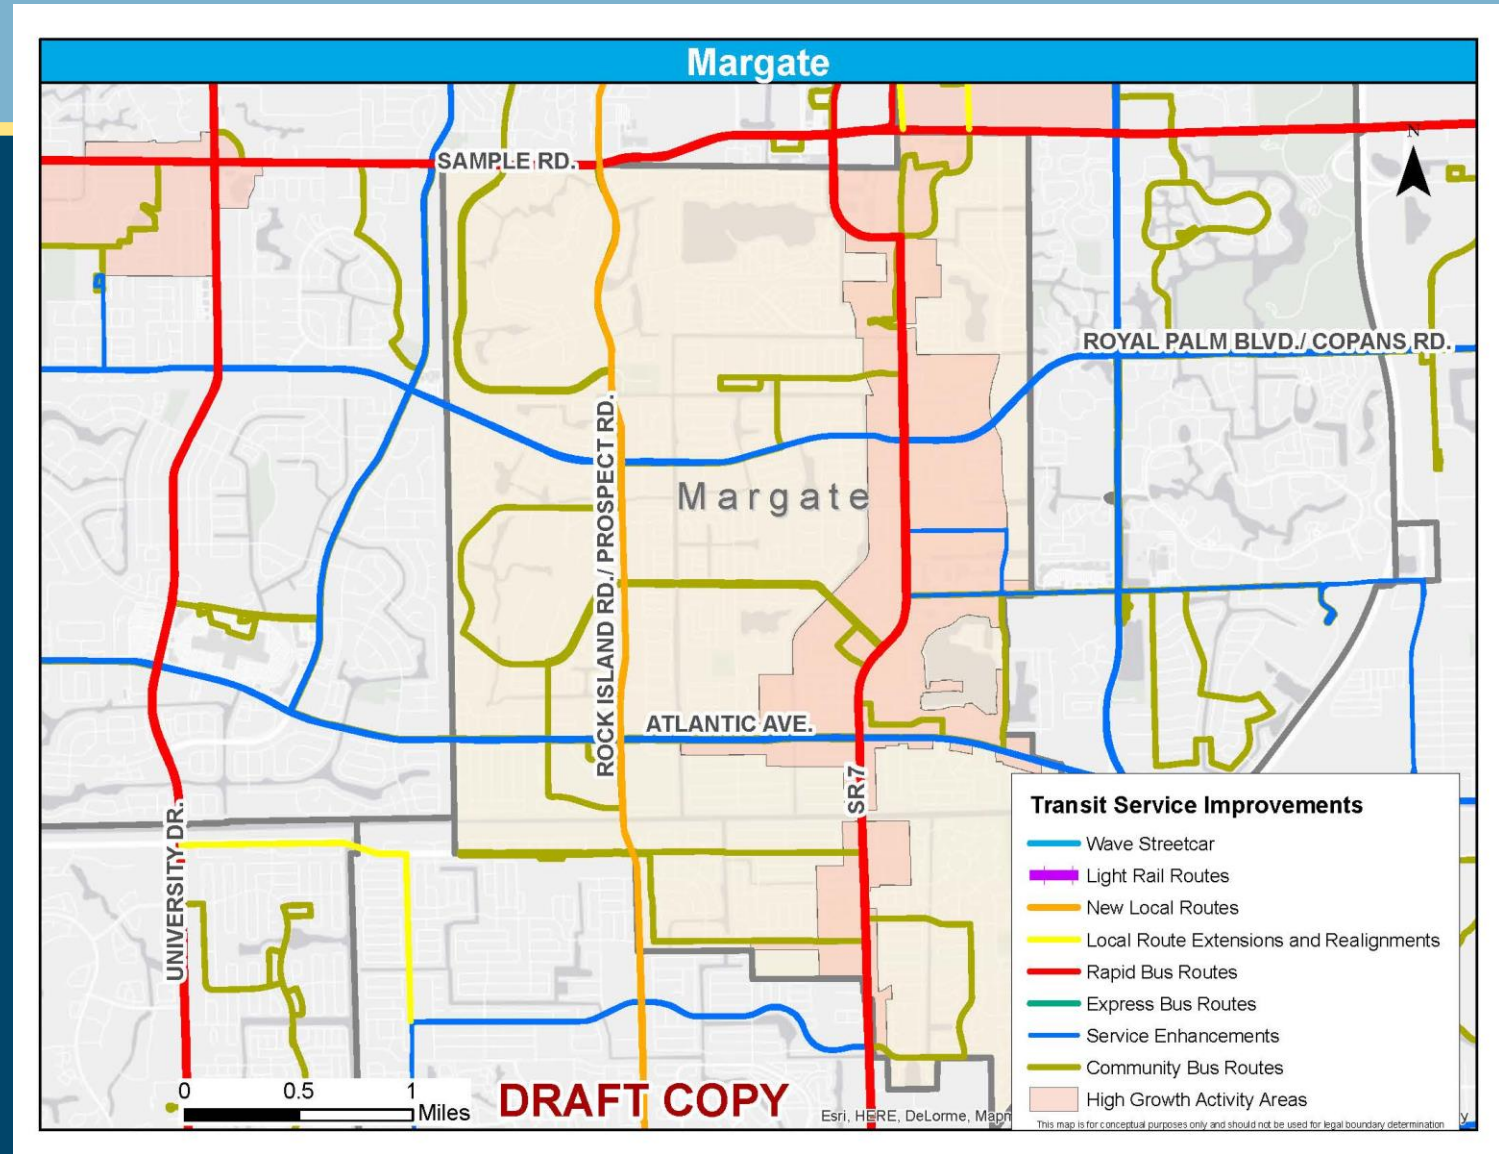 Margate
N
SAMPLE RD.
ROYAL PALM BLVD./ COPANS RD.
ROCK ISLAND RD./ PROSPECT RD.
Margate
ATLANTIC AVE.
SR 7
UNIVERSITY DR.
Transit Service Improvements
Wave Streetcar
Light Rail Routes
New Local Routes
Local Route Extensions and Realignments
Rapid Bus Routes
Express Bus Routes
Service Enhancements
Community Bus Routes
High Growth Activity Areas
This map is for conceptual purposes only and should not be used for legal boundary determination
0 0.5 1
Miles
DRAFT COPY
Esri, HERE, DeLorme,